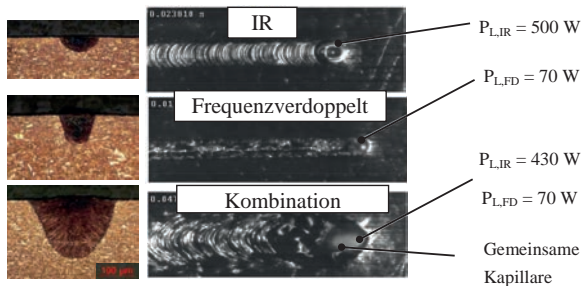 0.023818 s
IR
P_L,IR = 500 W
Frequenzverdoppelt
P_L,FD = 70 W
Kombination
P_L,IR = 430 W
P_L,FD = 70 W
Gemeinsame
Kapillare
100 µm